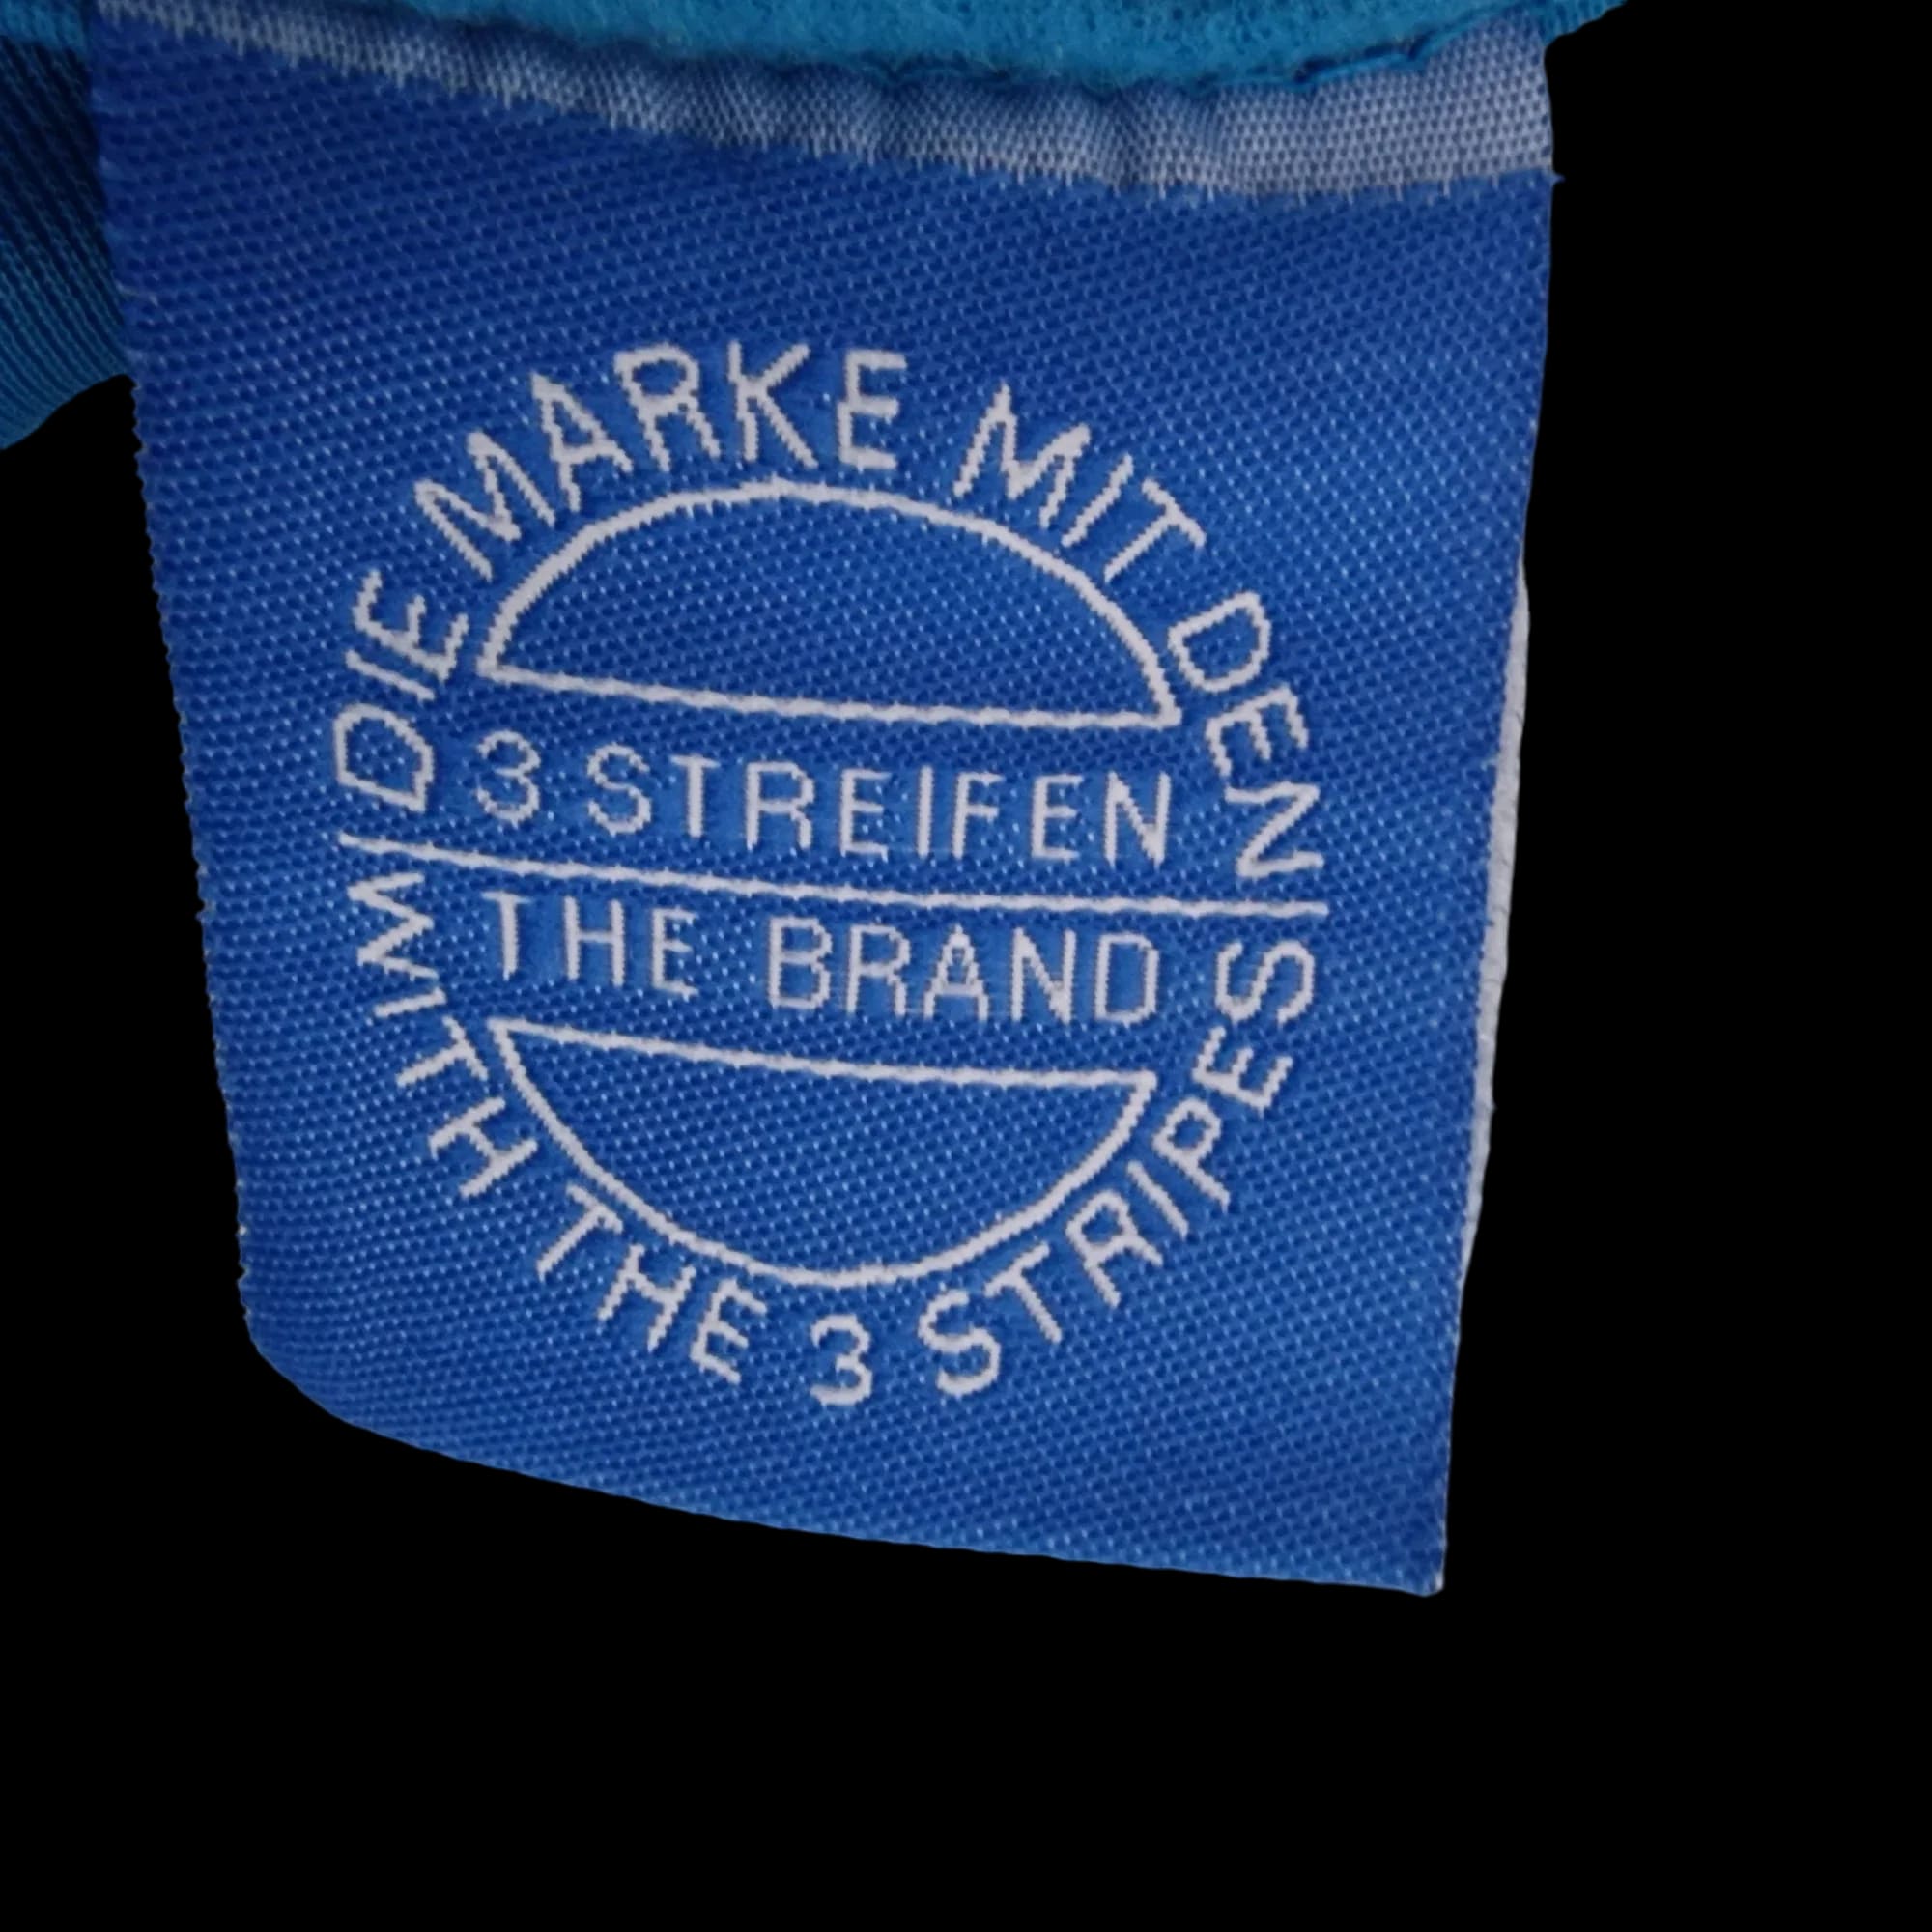 DIE MARKE MIT DEN
3 STREIFEN
THE BRAND
WITH THE 3 STRIPES